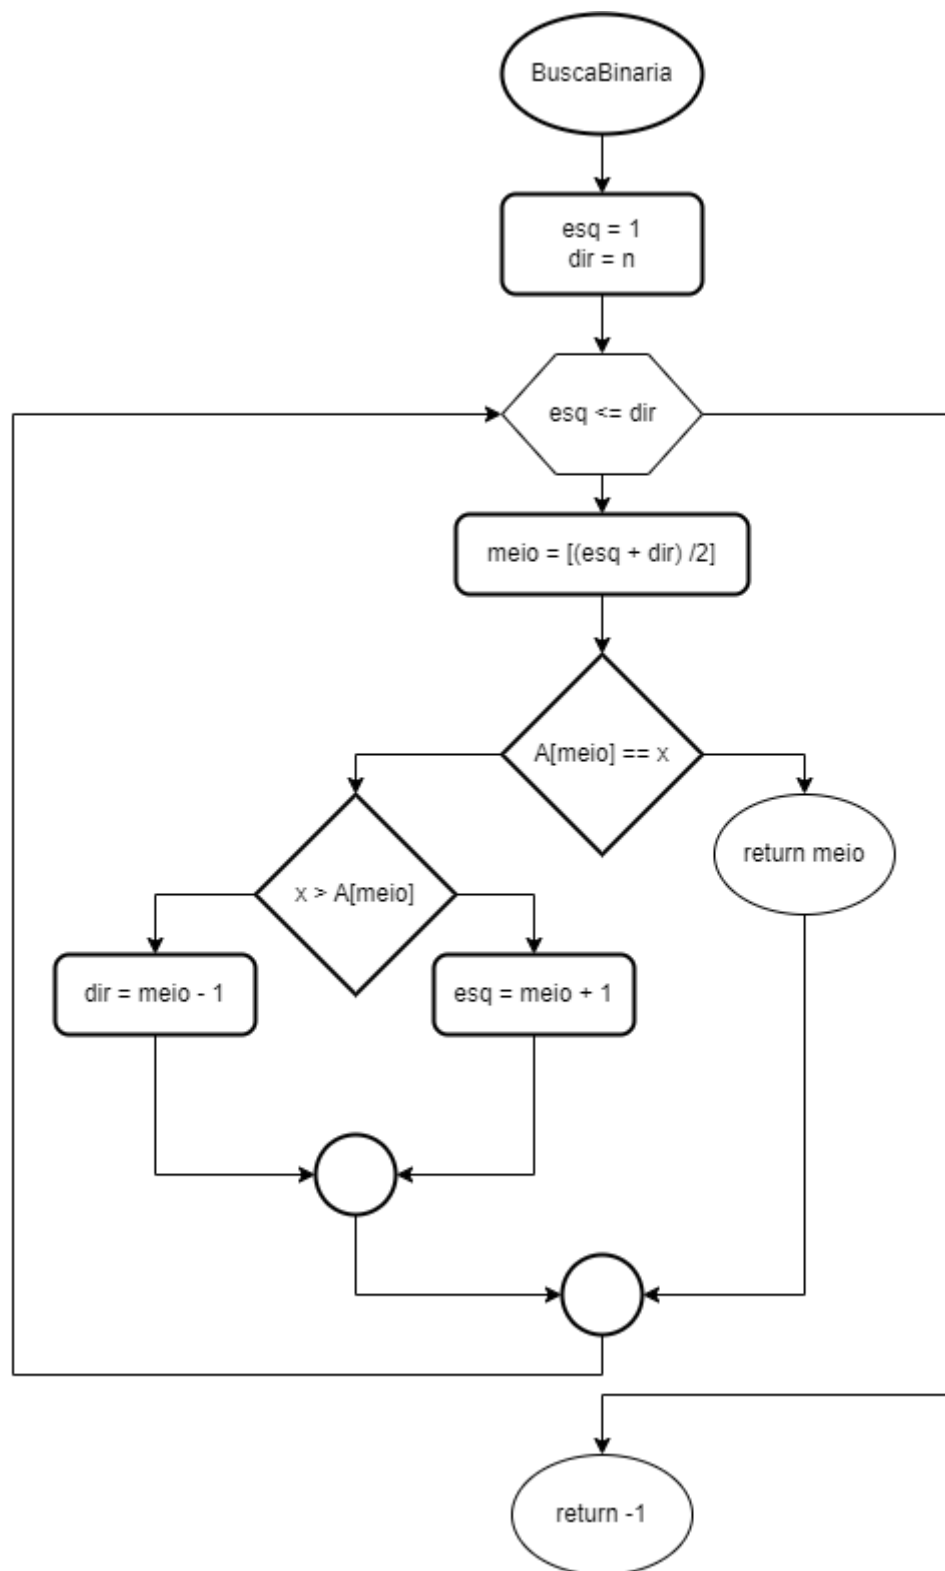 BuscaBinaria
esq = 1
dir = n
esq <= dir
meio = [(esq + dir) /2]
A[meio] == x
return meio
x > A[meio]
dir = meio - 1
esq = meio + 1
return -1